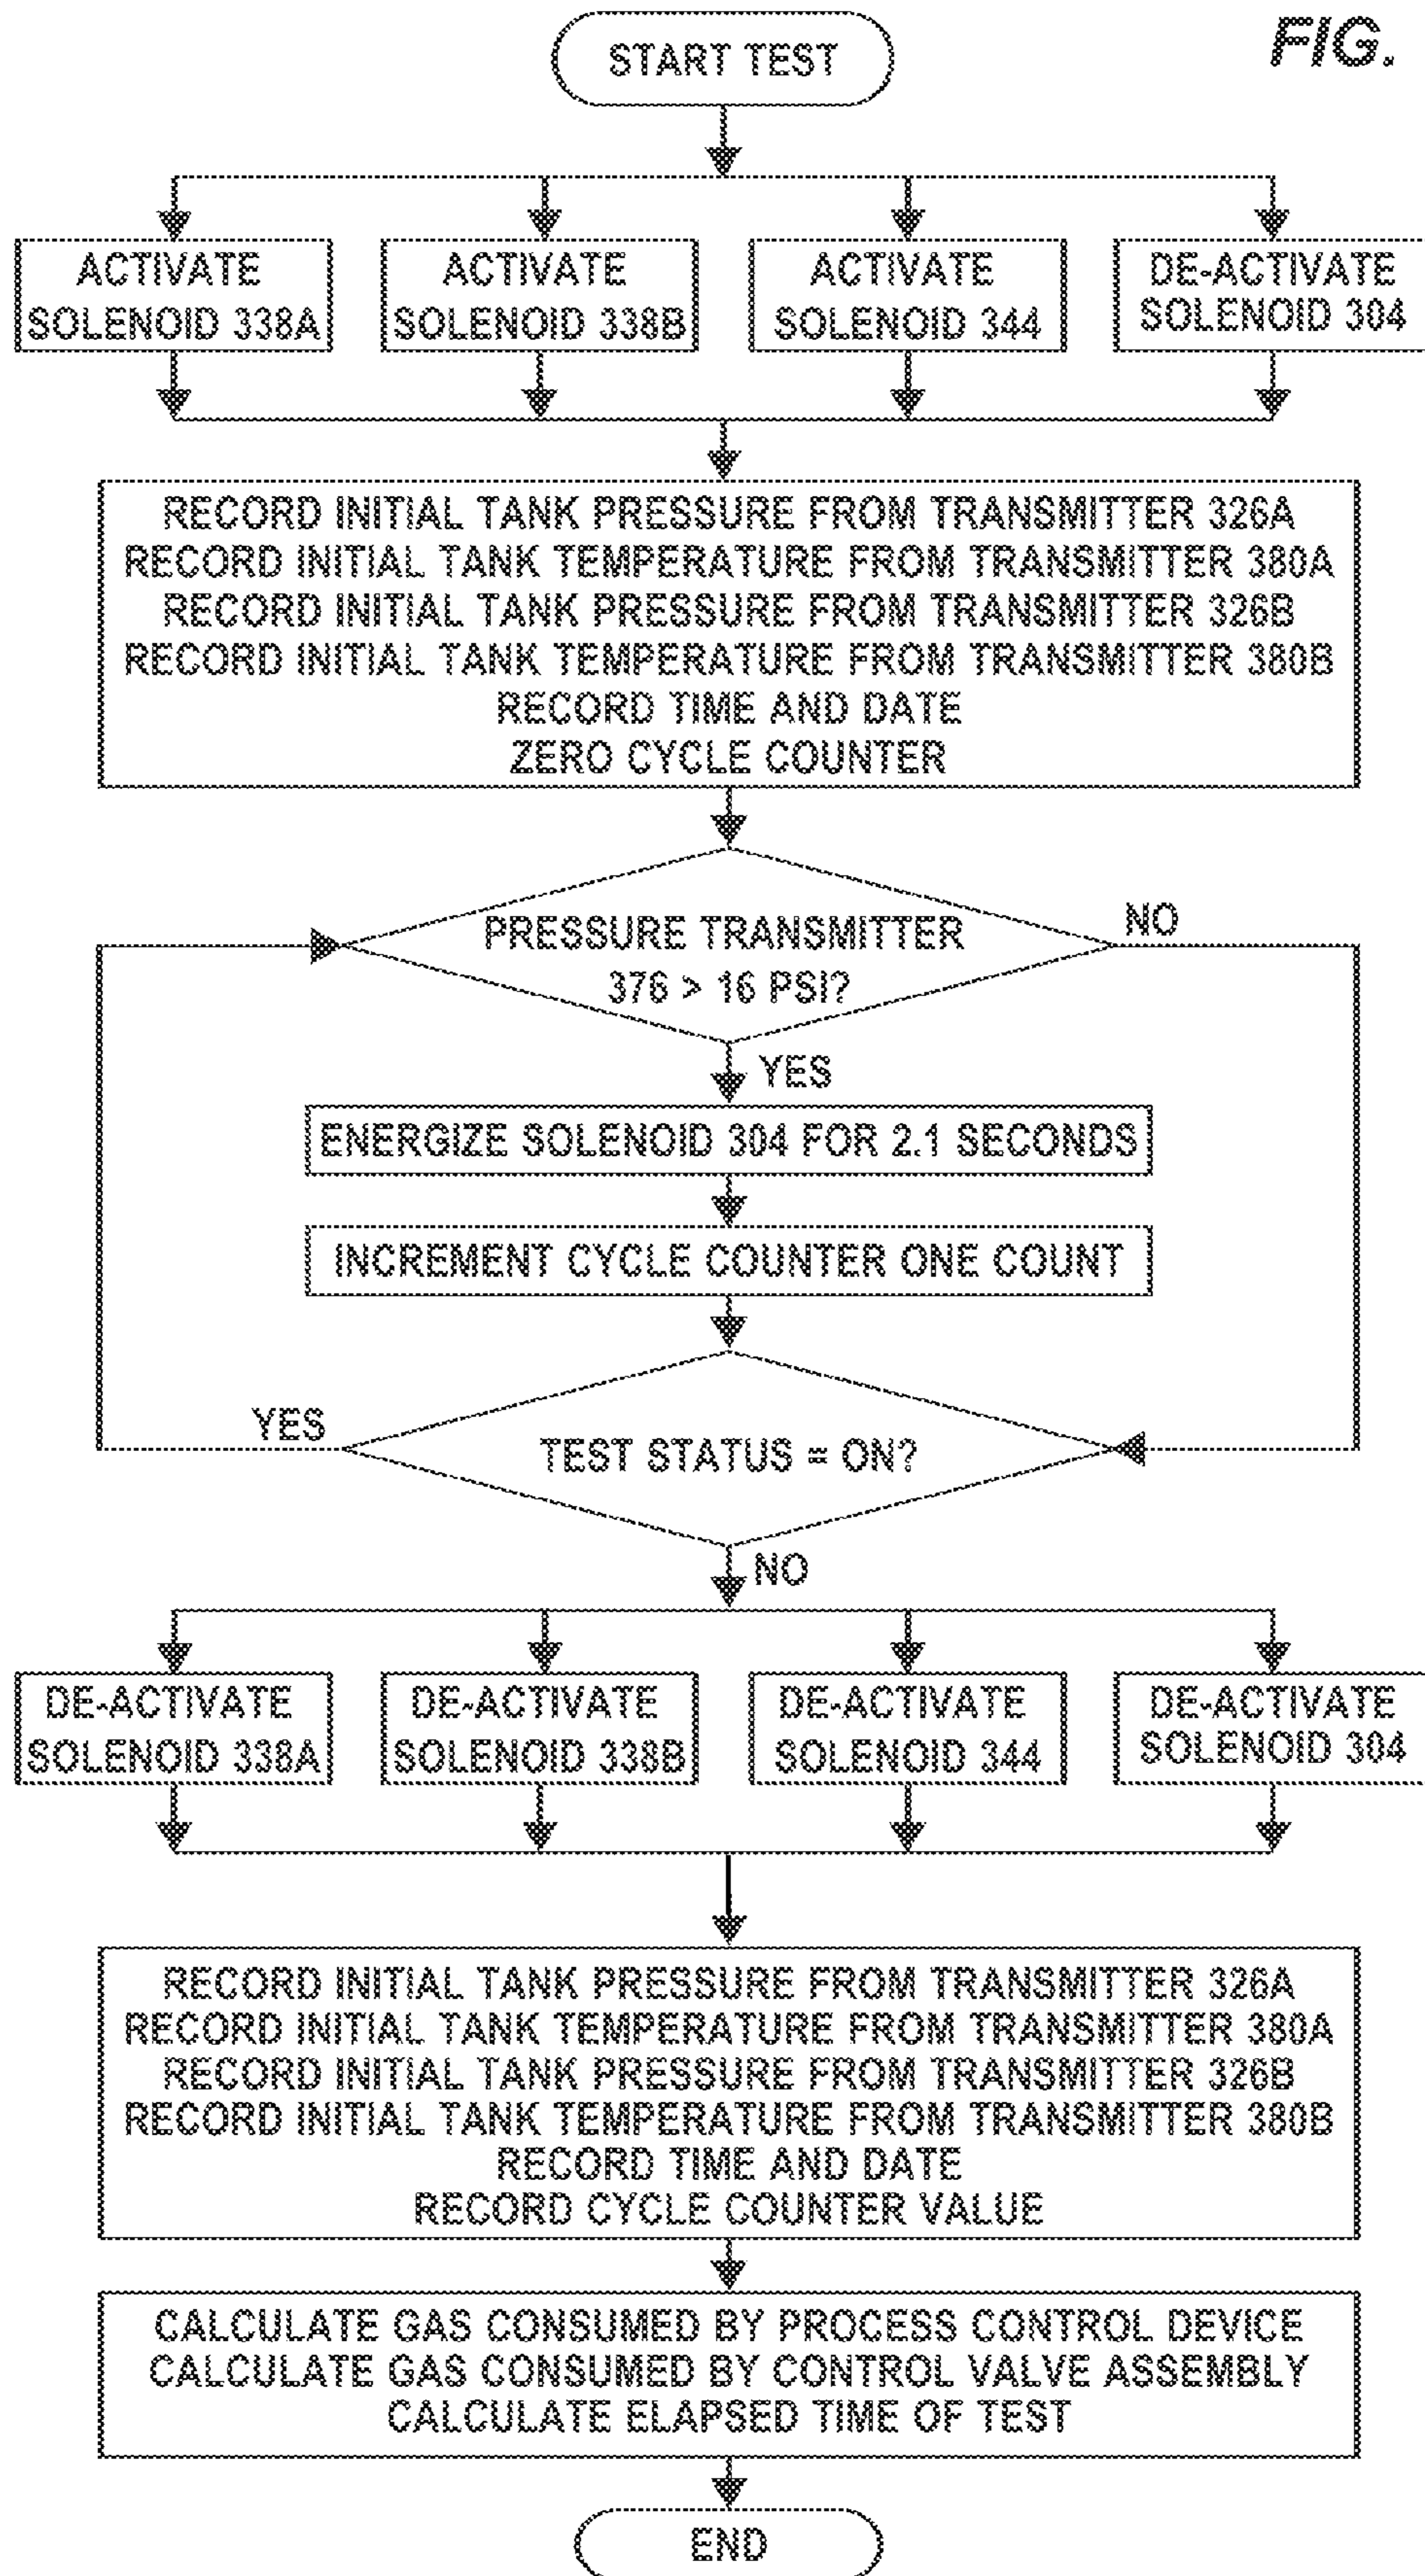 FIG.
START TEST
ACTIVATE
SOLENOID 338A
ACTIVATE
SOLENOID 338B
ACTIVATE
SOLENOID 344
DE-ACTIVATE
SOLENOID 304
RECORD INITIAL TANK PRESSURE FROM TRANSMITTER 326A
RECORD INITIAL TANK TEMPERATURE FROM TRANSMITTER 380A
RECORD INITIAL TANK PRESSURE FROM TRANSMITTER 326B
RECORD INITIAL TANK TEMPERATURE FROM TRANSMITTER 380B
RECORD TIME AND DATE
ZERO CYCLE COUNTER
PRESSURE TRANSMITTER
376 > 16 PSI?
NO
YES
ENERGIZE SOLENOID 304 FOR 2.1 SECONDS
INCREMENT CYCLE COUNTER ONE COUNT
YES
TEST STATUS = ON?
NO
DE-ACTIVATE
SOLENOID 338A
DE-ACTIVATE
SOLENOID 338B
DE-ACTIVATE
SOLENOID 344
DE-ACTIVATE
SOLENOID 304
RECORD INITIAL TANK PRESSURE FROM TRANSMITTER 326A
RECORD INITIAL TANK TEMPERATURE FROM TRANSMITTER 380A
RECORD INITIAL TANK PRESSURE FROM TRANSMITTER 326B
RECORD INITIAL TANK TEMPERATURE FROM TRANSMITTER 380B
RECORD TIME AND DATE
RECORD CYCLE COUNTER VALUE
CALCULATE GAS CONSUMED BY PROCESS CONTROL DEVICE
CALCULATE GAS CONSUMED BY CONTROL VALVE ASSEMBLY
CALCULATE ELAPSED TIME OF TEST
END